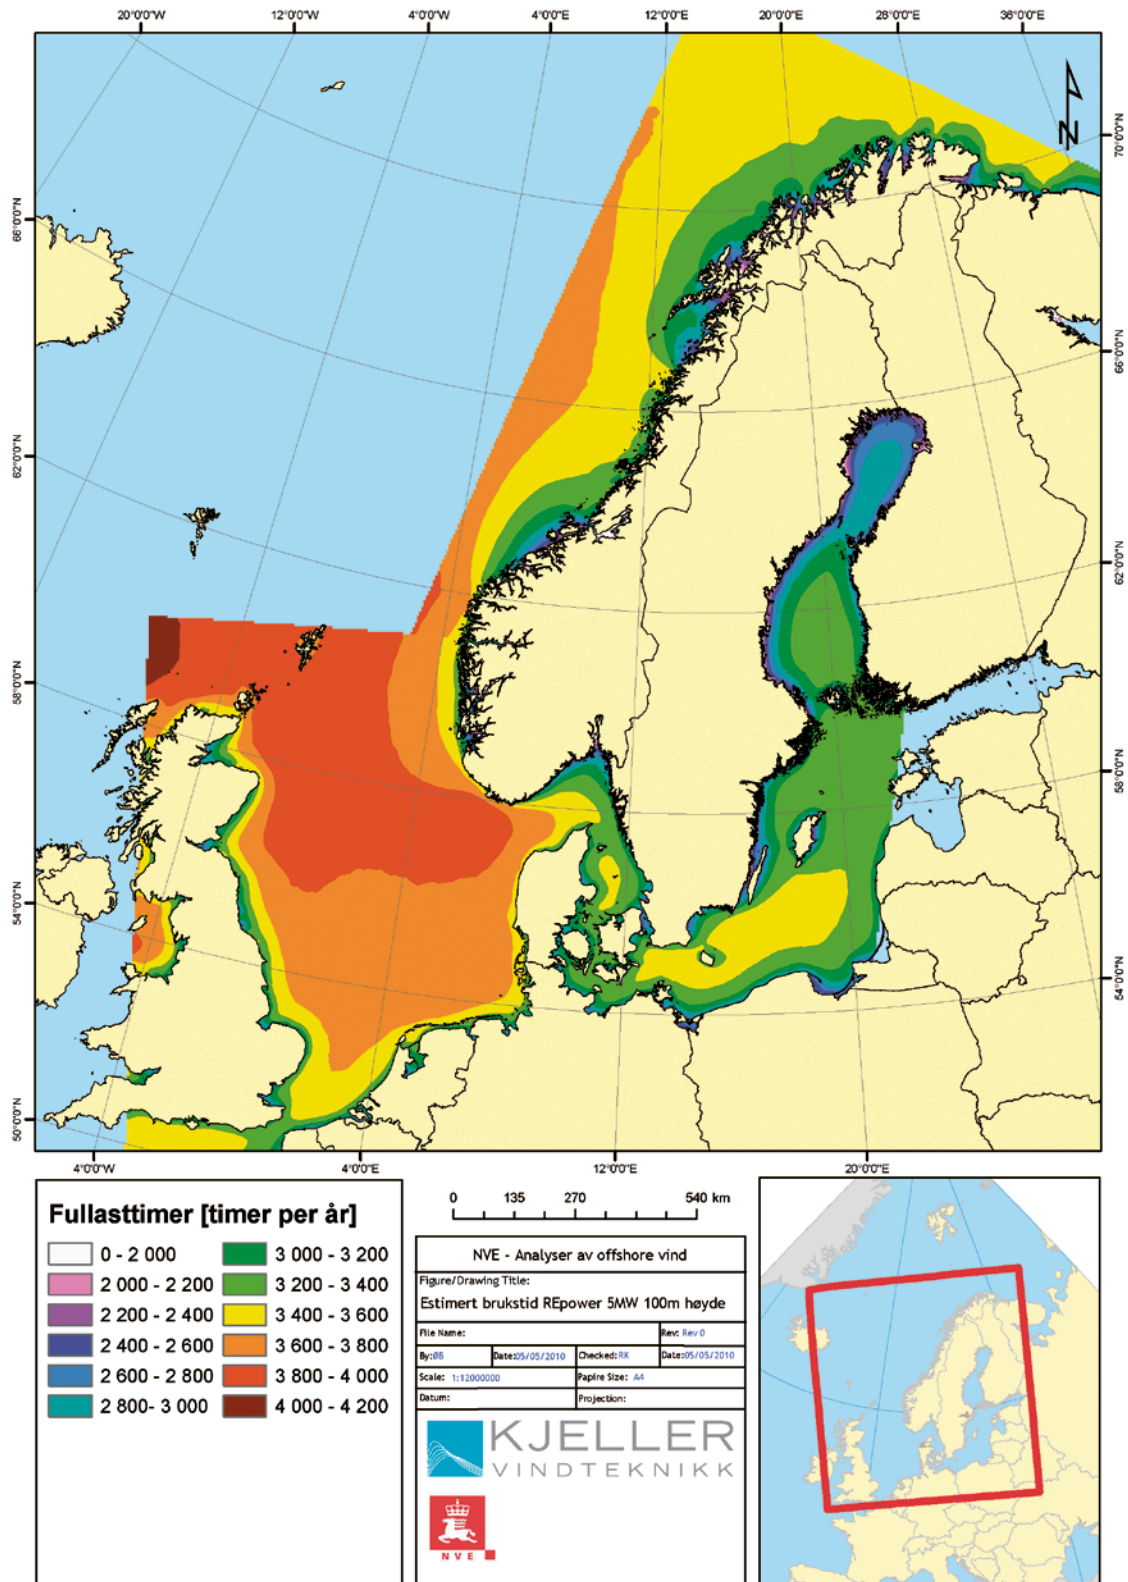 20°0'0"W 12°0'0"W 4°0'0"W 4°0'0"E 12°0'0"E 20°0'0"E 28°0'0"E 36°0'0"E
N
66°0'0"N
62°0'0"N
58°0'0"N
54°0'0"N
50°0'0"N
70°0'0"N
66°0'0"N
62°0'0"N
58°0'0"N
54°0'0"N
4°0'0"W 4°0'0"E 12°0'0"E 20°0'0"E
Fullasttimer [timer per år]
0 - 2 000
2 000 - 2 200
2 200 - 2 400
2 400 - 2 600
2 600 - 2 800
2 800- 3 000
3 000 - 3 200
3 200 - 3 400
3 400 - 3 600
3 600 - 3 800
3 800 - 4 000
4 000 - 4 200
0 135 270 540 km
NVE - Analyser av offshore vind
Figure/Drawing Title:
Estimert brukstid REpower 5MW 100m høyde
File Name: Rev: Rev 0
By:ØB Date:05/05/2010 Checked: RK Date:05/05/2010
Scale: 1:12000000 Papire Size: A4
Datum: Projection:
KJELLER
VINDTEKNIKK
NVE